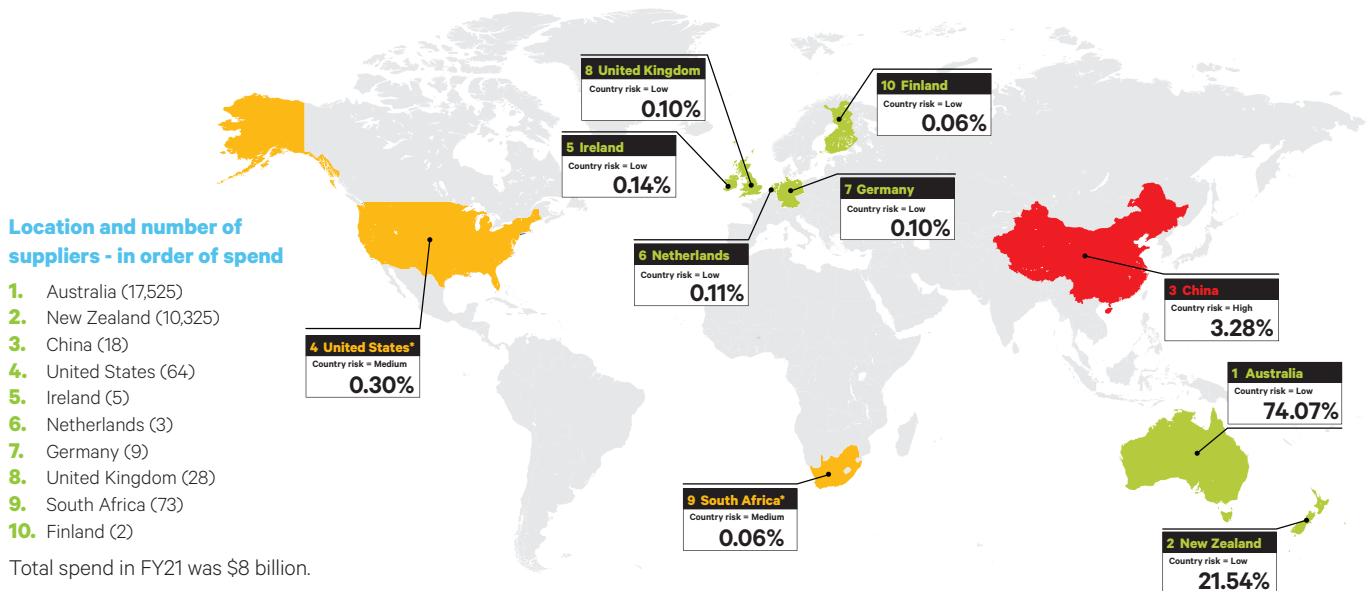 Location and number of
suppliers - in order of spend
1. Australia (17,525)
2. New Zealand (10,325)
3. China (18)
4. United States (64)
5. Ireland (5)
6. Netherlands (3)
7. Germany (9)
8. United Kingdom (28)
9. South Africa (73)
10. Finland (2)
Total spend in FY21 was $8 billion.
8 United Kingdom
Country risk = Low
0.10%
10 Finland
Country risk = Low
0.06%
5 Ireland
Country risk = Low
0.14%
7 Germany
Country risk = Low
0.10%
6 Netherlands
Country risk = Low
0.11%
3 China
Country risk = High
3.28%
4 United States*
Country risk = Medium
0.30%
1 Australia
Country risk = Low
74.07%
9 South Africa*
Country risk = Medium
0.06%
2 New Zealand
Country risk = Low
21.54%